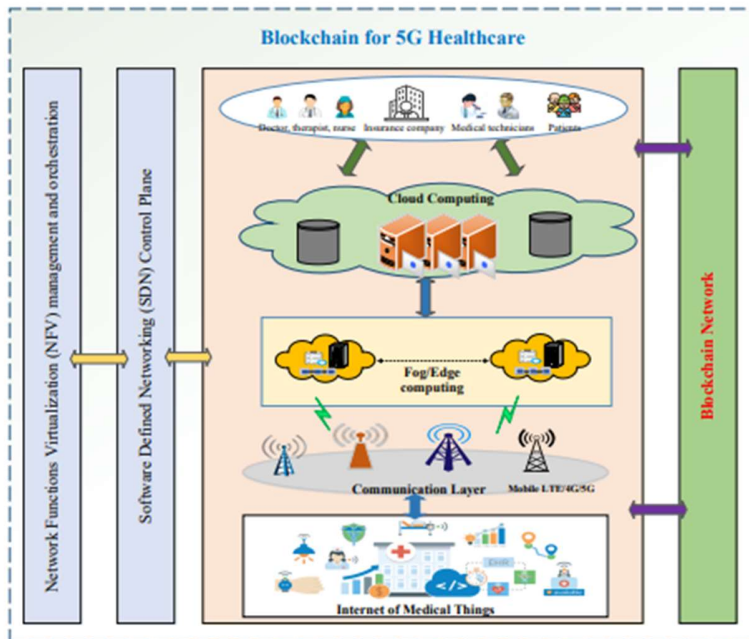 Blockchain for 5G Healthcare
Network Functions Virtualization (NFV) management and orchestration
Software Defined Networking (SDN) Control Plane
Doctor, therapist, nurse
Insurance company
Medical technicians
Patients
Cloud Computing
Fog/Edge
computing
Communication Layer
Mobile LTE/4G/5G
</>
Internet of Medical Things
Blockchain Network